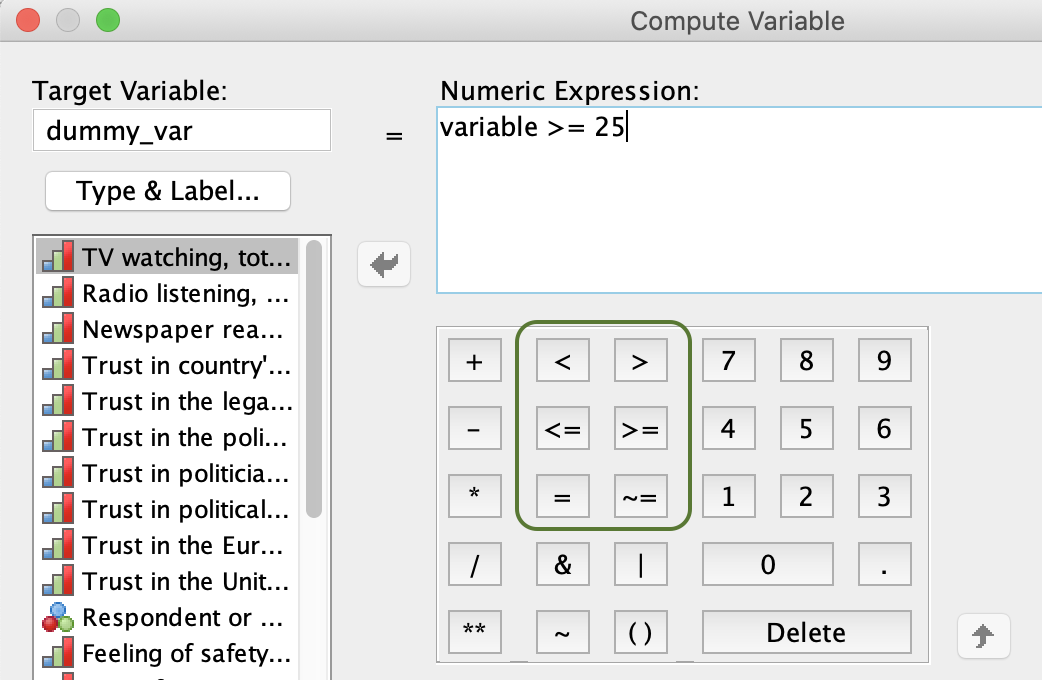 Compute Variable
Target Variable:
Numeric Expression:
dummy_var
=
variable >= 25
Type & Label...
TV watching, tot...
Radio listening, ...
Newspaper rea...
Trust in country'...
Trust in the lega...
Trust in the poli...
Trust in politicia...
Trust in political...
Trust in the Eur...
Trust in the Unit...
Respondent or ...
Feeling of safety...
+ < > 7 8 9
- <= >= 4 5 6
* = ~= 1 2 3
/ & | 0 .
** ~ () Delete